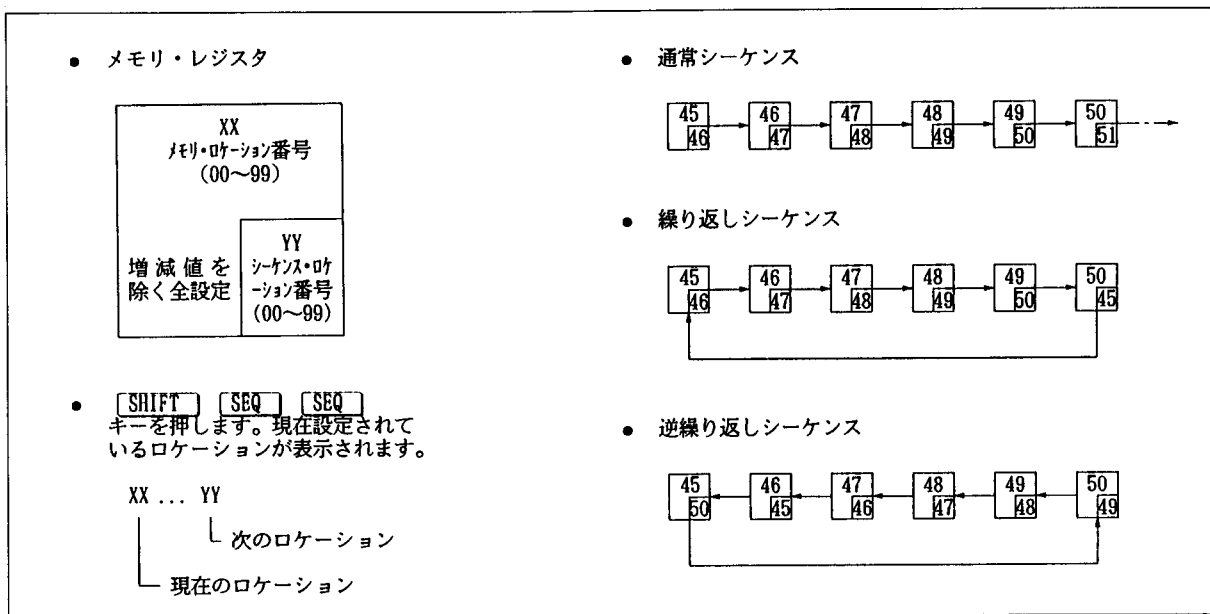 ● メモリ・レジスタ
XX
メモリ・ロケーション番号
(00～99)
増減値を
除く全設定
YY
シーケンス・ロケ
ーション番号
(00～99)
● SHIFT SEQ SEQ
キーを押します。現在設定されて
いるロケーションが表示されます。
XX ... YY
次のロケーション
現在のロケーション
● 通常シーケンス
45 46 47 48 49 50
46 47 48 49 50 51
● 繰り返しシーケンス
45 46 47 48 49 50
46 47 48 49 50 45
● 逆繰り返しシーケンス
45 46 47 48 49 50
50 45 46 47 48 49